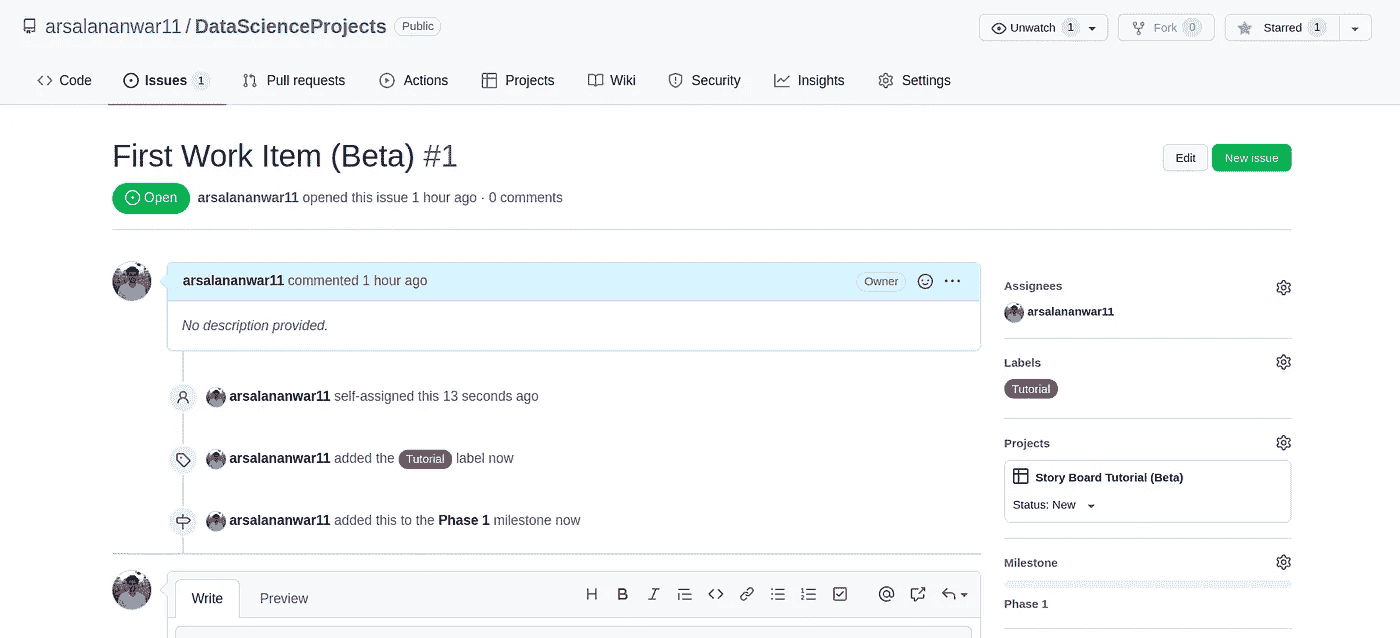 arsalananwar11 / DataScienceProjects Public Unwatch 1 Fork 0 Starred 1
Code Issues 1 Pull requests Actions Projects Wiki Security Insights Settings
First Work Item (Beta) #1 Edit New issue
Open arsalananwar11 opened this issue 1 hour ago · 0 comments
arsalananwar11 commented 1 hour ago Owner
No description provided.
arsalananwar11 self-assigned this 13 seconds ago
arsalananwar11 added the Tutorial label now
arsalananwar11 added this to the Phase 1 milestone now
Write Preview
Assignees
arsalananwar11
Labels
Tutorial
Projects
Story Board Tutorial (Beta)
Status: New
Milestone
Phase 1